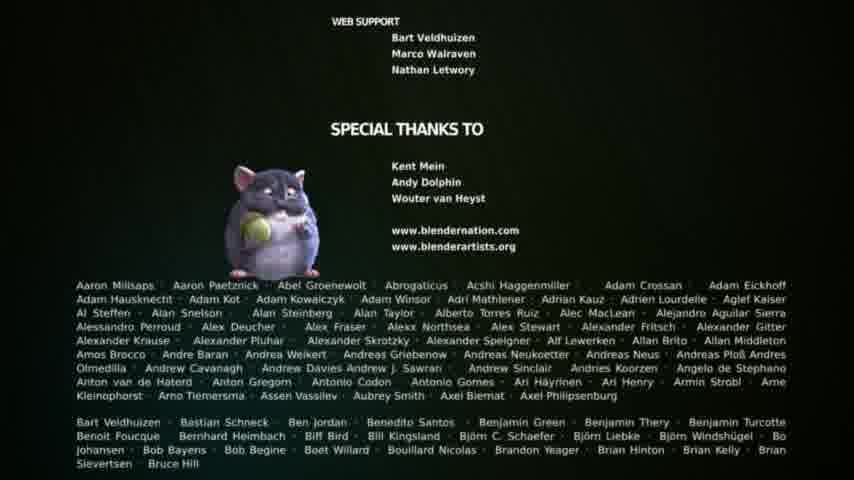 WEB SUPPORT
Bart Veldhuizen
Marco Walraven
Nathan Letwory
SPECIAL THANKS TO
Kent Mein
Andy Dolphin
Wouter van Heyst
www.blendernation.com
www.blenderartists.org
Aaron Millsaps · Aaron Paetznick · Abel Groenewolt · Abrogaticus · Acshi Haggenmiller · Adam Crossan · Adam Eickhoff
Adam Hausknecht · Adam Kot · Adam Kowalczyk · Adam Winsor · Adri Mathlener · Adrian Kauz · Adrien Lourdelle · Aglef Kaiser
Al Steffen · Alan Snelson · Alan Steinberg · Alan Taylor · Alberto Torres Ruiz · Alec MacLean · Alejandro Aguilar Sierra
Alessandro Perroud · Alex Deucher · Alex Fraser · Alexx Northsea · Alex Stewart · Alexander Fritsch · Alexander Gitter
Alexander Krause · Alexander Pluhar · Alexander Skrotzky · Alexander Speigner · Alf Lewerken · Allan Brito · Allan Middleton
Amos Brocco · Andre Baran · Andrea Weikert · Andreas Griebenow · Andreas Neukoetter · Andreas Neus · Andreas Ploß Andres
Olmedilla · Andrew Cavanagh · Andrew Davies Andrew J. Sawran · Andrew Sinclair · Andries Koorzen · Angelo de Stephano
Anton van de Haterd · Anton Gregorn · Antonio Codon · Antonio Gomes · Ari Häyrinen · Ari Henry · Armin Strobl · Arne
Kleinophorst · Arno Tiemersma · Assen Vassilev · Aubrey Smith · Axel Biernat · Axel Philipsenburg
Bart Veldhuizen · Bastian Schneck · Ben Jordan · Benedito Santos · Benjamin Green · Benjamin Thery · Benjamin Turcotte
Benoit Foucque · Bernhard Heimbach · Biff Bird · Bill Kingsland · Björn C. Schaefer · Björn Liebke · Björn Windshügel · Bo
Johansen · Bob Bayens · Bob Begine · Boet Willard · Bouillard Nicolas · Brandon Yeager · Brian Hinton · Brian Kelly · Brian
Sievertsen · Bruce Hill